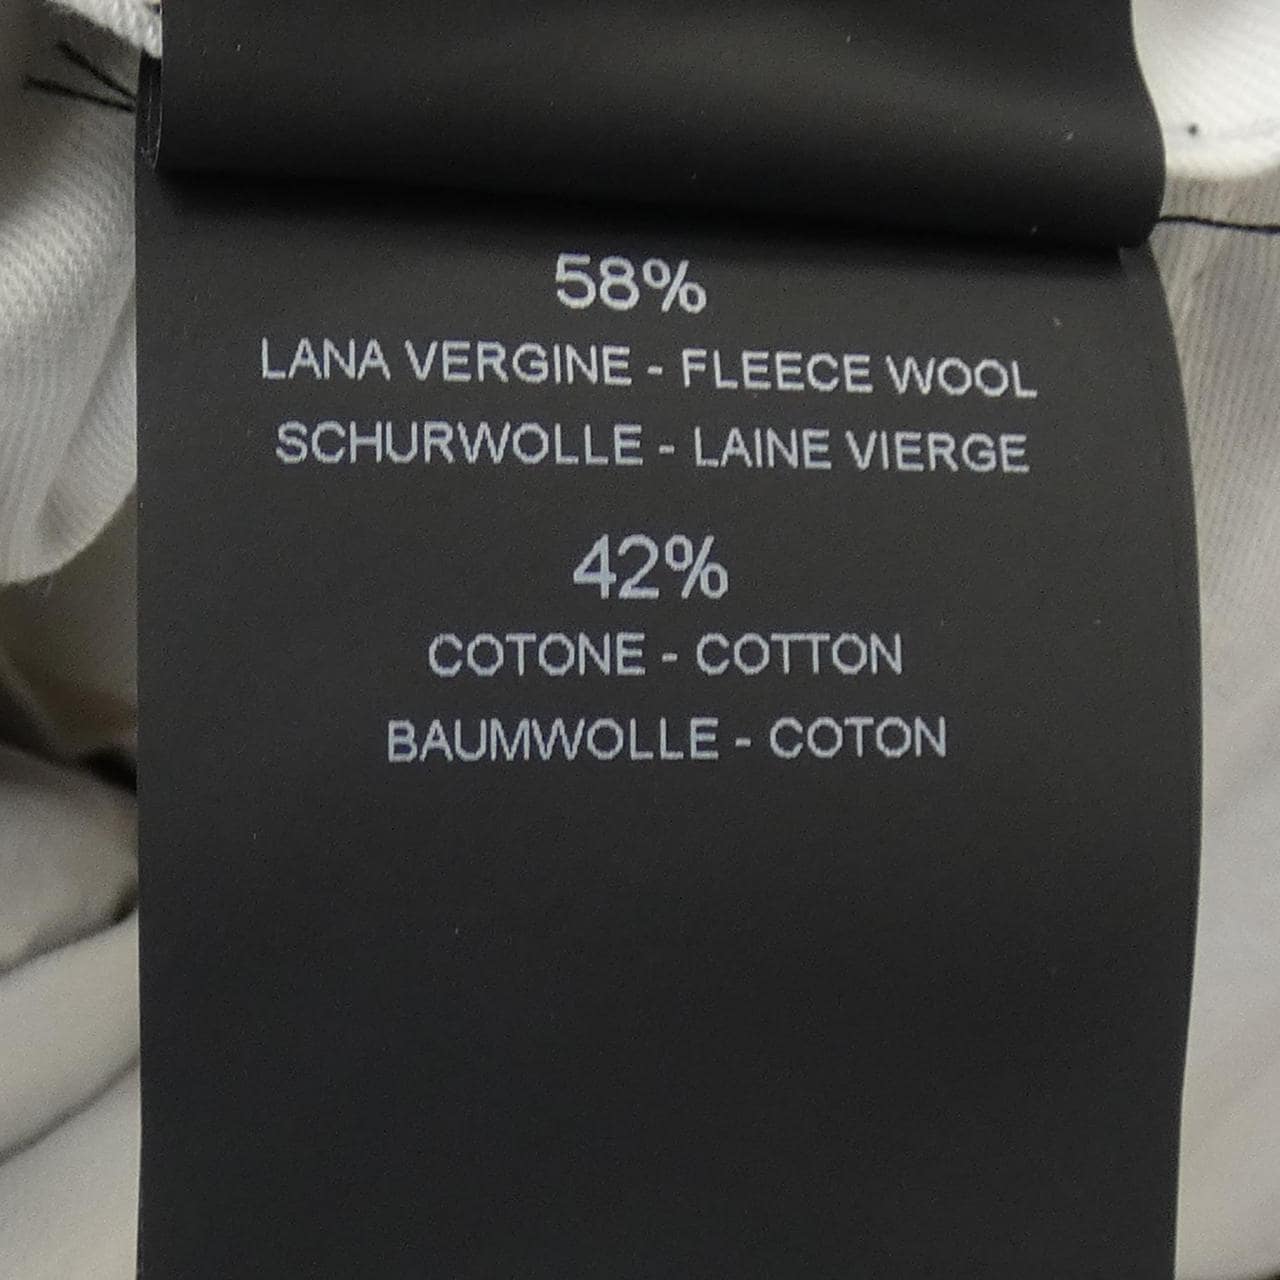 58%
LANA VERGINE - FLEECE WOOL
SCHURWOLLE - LAINE VIERGE
42%
COTONE - COTTON
BAUMWOLLE - COTON